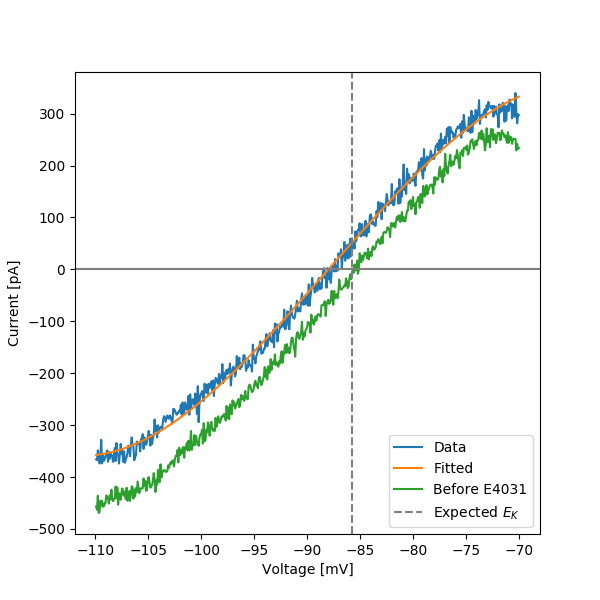 Current [pA]
300
200
100
0
−100
−200
−300
−400
−500
Data
Fitted
Before E4031
Expected E_K
−110 −105 −100 −95 −90 −85 −80 −75 −70
Voltage [mV]